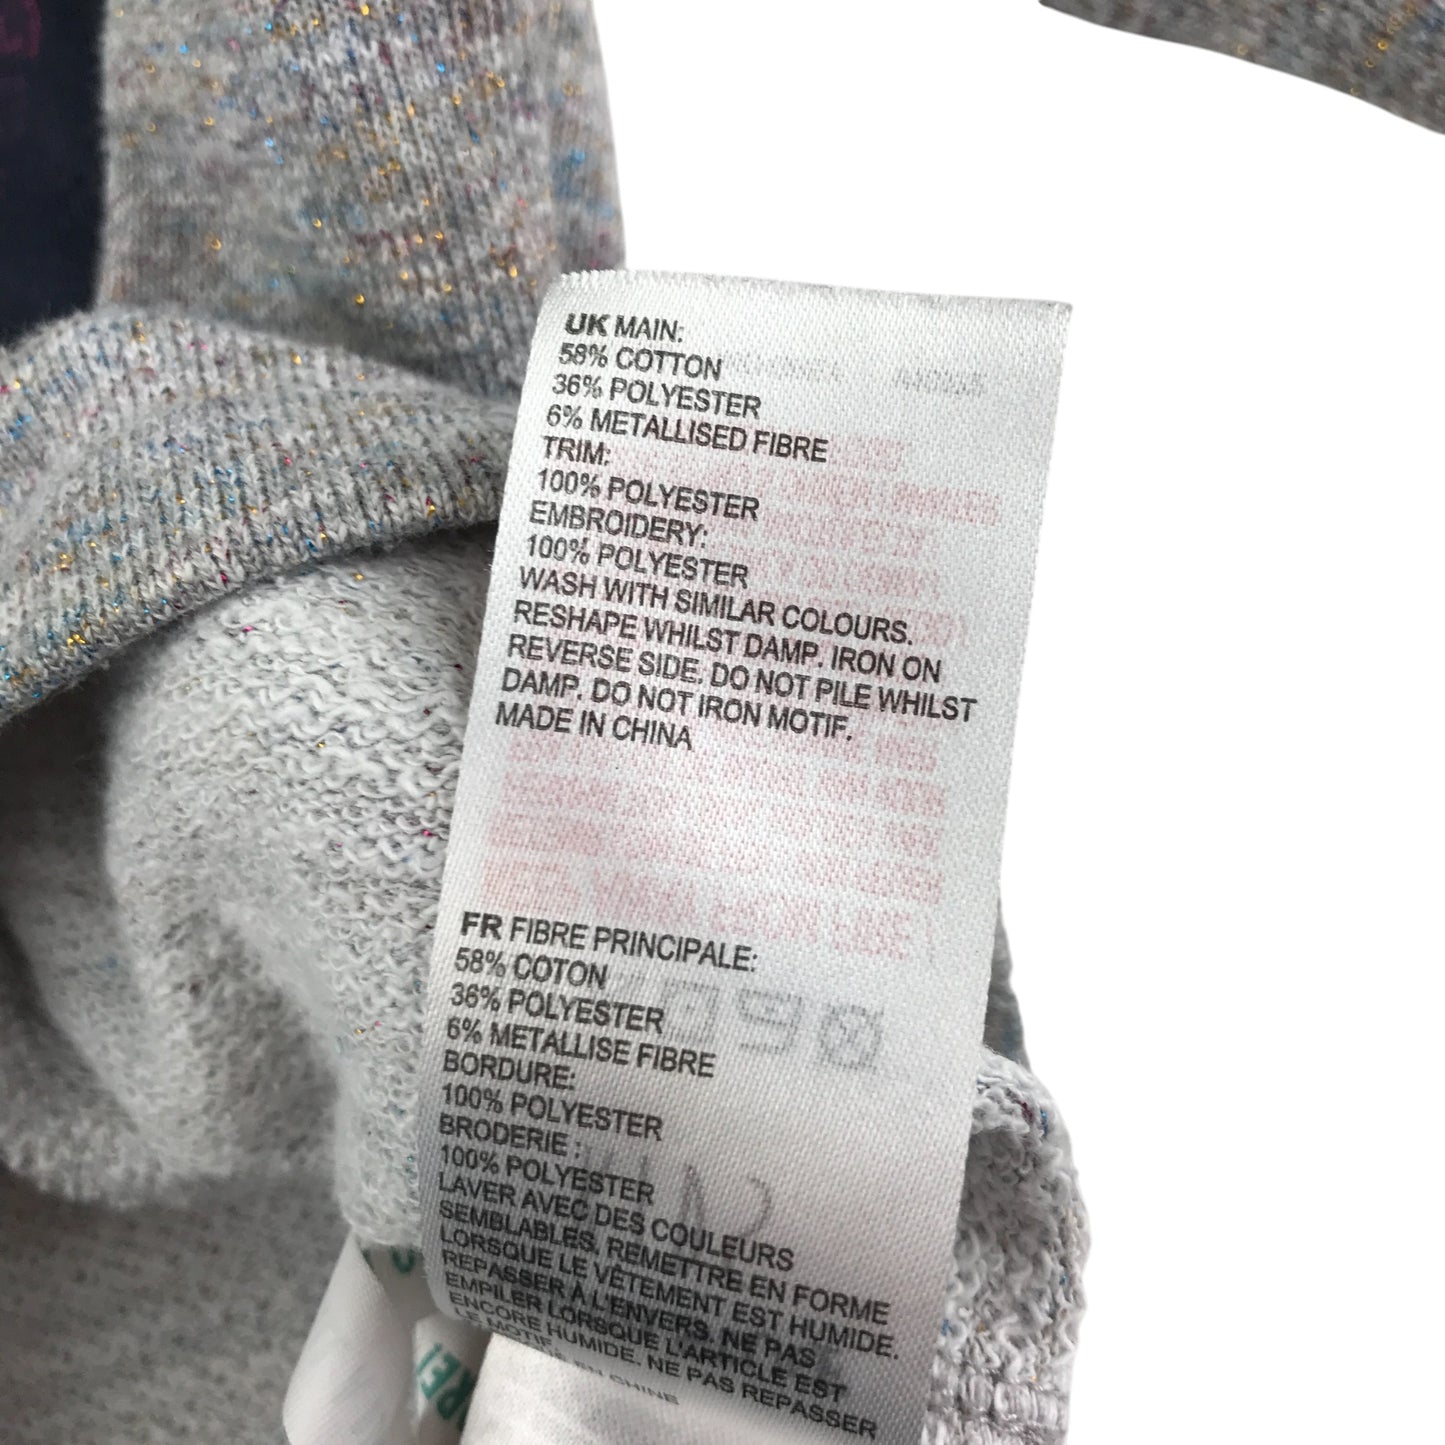 UK MAIN:
58% COTTON
36% POLYESTER
6% METALLISED FIBRE
TRIM:
100% POLYESTER
EMBROIDERY:
100% POLYESTER
WASH WITH SIMILAR COLOURS.
RESHAPE WHILST DAMP. IRON ON
REVERSE SIDE. DO NOT PILE WHILST
DAMP. DO NOT IRON MOTIF.
MADE IN CHINA
FR FIBRE PRINCIPALE:
58% COTON
36% POLYESTER
6% METALLISE FIBRE
BORDURE:
100% POLYESTER
BRODERIE :
100% POLYESTER
LAVER AVEC DES COULEURS
SEMBLABLES. REMETTRE EN FORME
LORSQUE LE VÊTEMENT EST HUMIDE.
REPASSER À L'ENVERS. NE PAS
EMPILER LORSQUE L'ARTICLE EST
ENCORE HUMIDE. NE PAS REPASSER
LE MOTIF.
EN CHINE